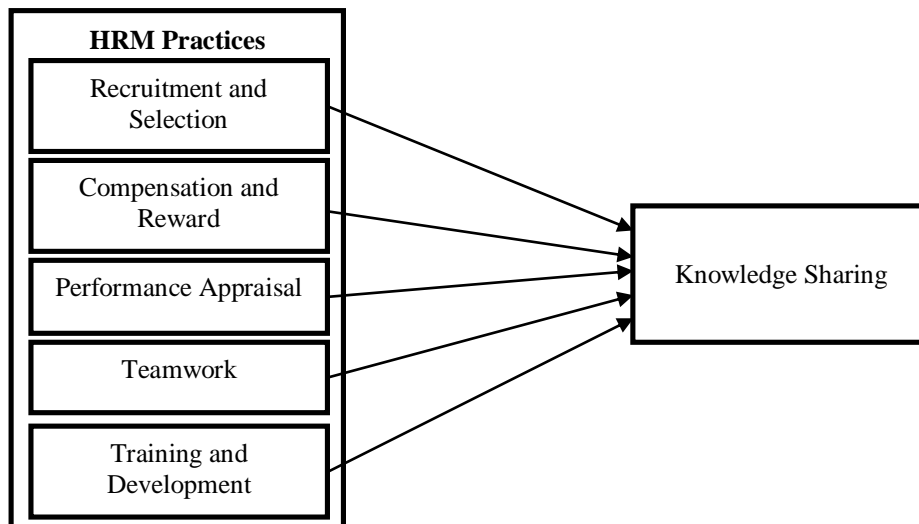 HRM Practices
Recruitment and
Selection
Compensation and
Reward
Performance Appraisal
Teamwork
Training and
Development
Knowledge Sharing